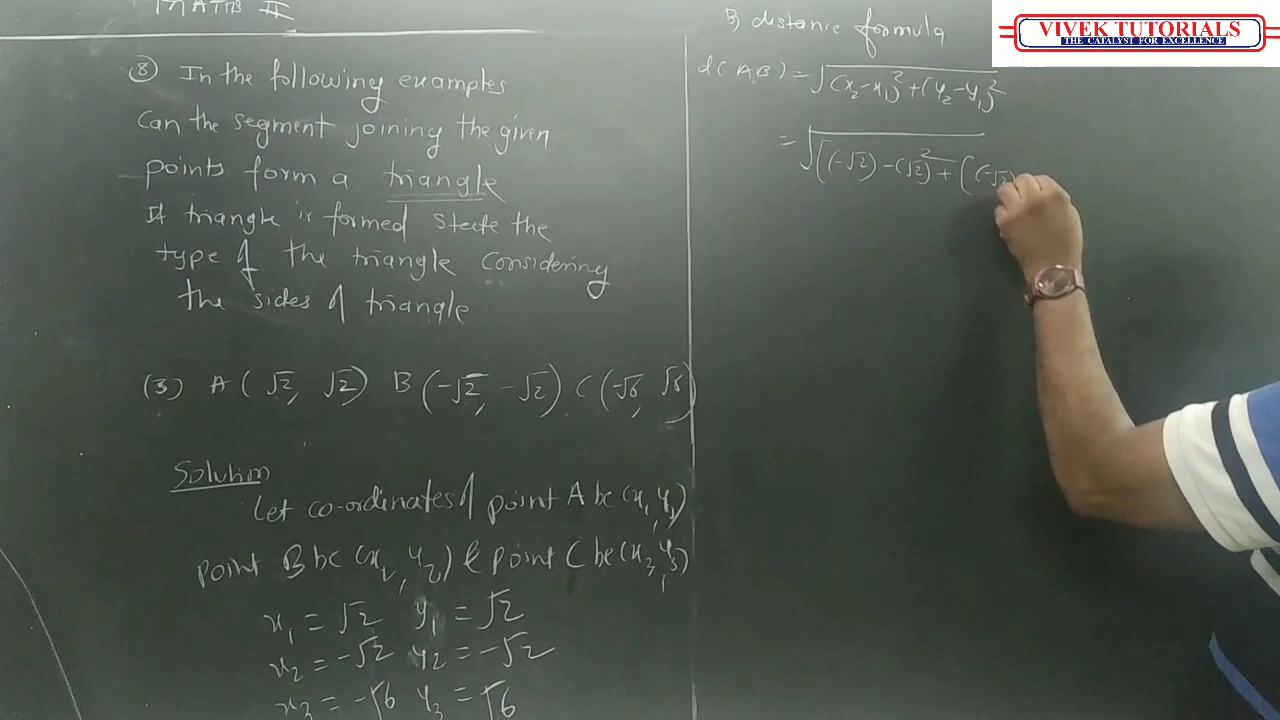 MATHS II
(8) In the following examples
Can the segment joining the given
points form a triangle
If triangle is formed state the
type of the triangle considering
the sides of triangle
(3) A (√2, √2) B (-√2, -√2) C (-√6, √6)
Solution
Let co-ordinates of point A be (x₁, y₁)
point B be (x₂, y₂) & point C be (x₃, y₃)
x₁ = √2 y₁ = √2
x₂ = -√2 y₂ = -√2
x₃ = -√6 y₃ = √6
By distance formula
d(A,B) = √(x₂-x₁)² + (y₂-y₁)²
= √[(-√2) - (√2)]² + [(-√2)
VIVEK TUTORIALS
THE CATALYST FOR EXCELLENCE